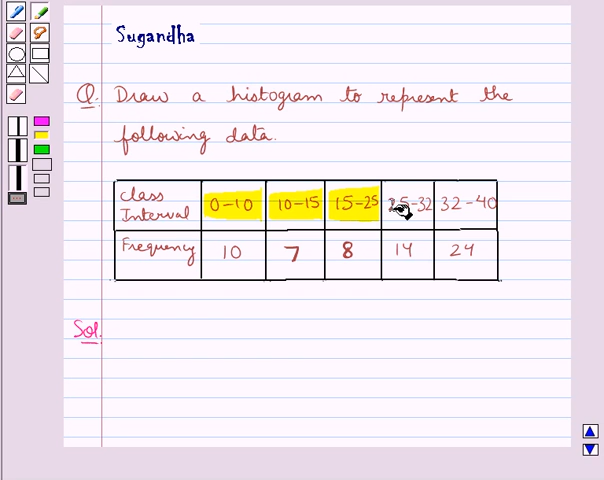 Sugandha
Q. Draw a histogram to represent the
following data.
Class Interval 0-10 10-15 15-25 25-32 32-40
Frequency 10 7 8 14 24
Sol.